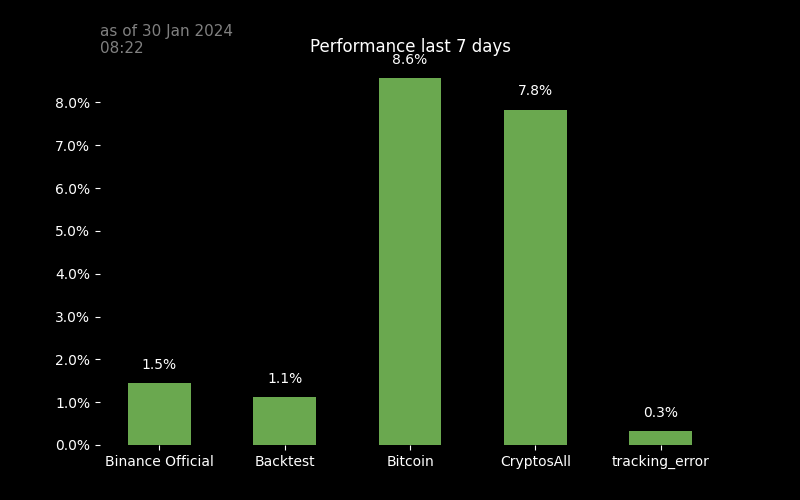 as of 30 Jan 2024
08:22
Performance last 7 days
8.6%
7.8%
8.0%
7.0%
6.0%
5.0%
4.0%
3.0%
2.0%
1.0%
0.0%
1.5%
1.1%
0.3%
Binance Official
Backtest
Bitcoin
CryptosAll
tracking_error